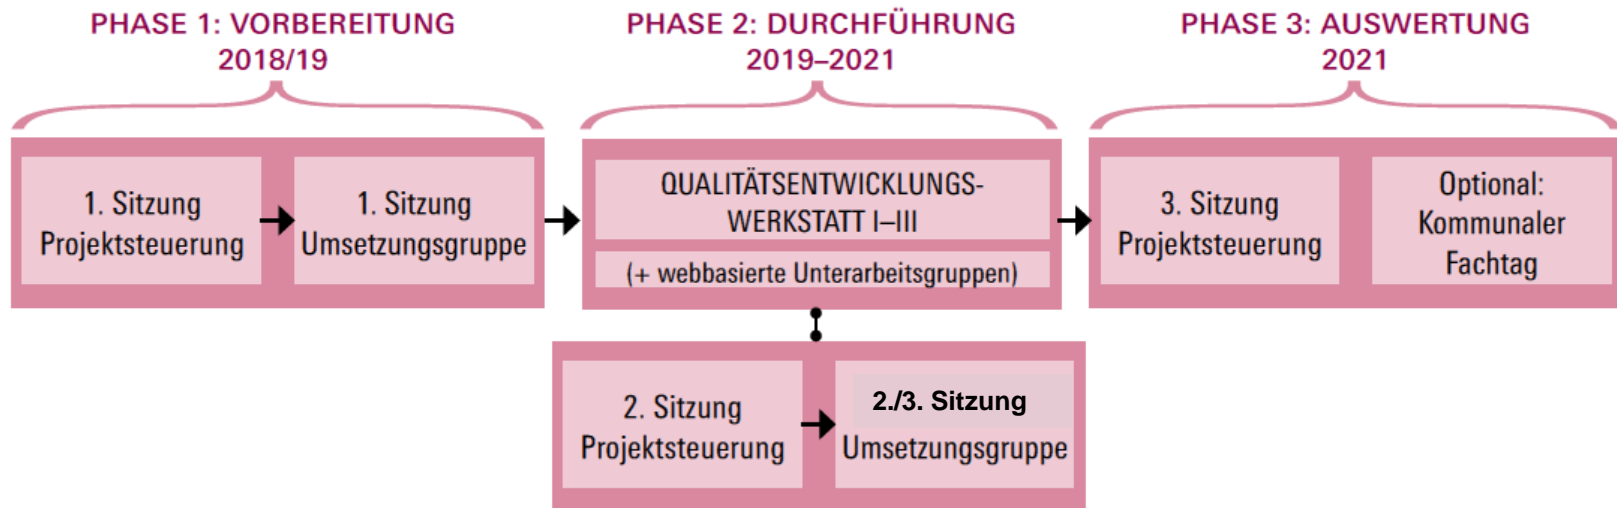 PHASE 1: VORBEREITUNG
2018/19
PHASE 2: DURCHFÜHRUNG
2019–2021
PHASE 3: AUSWERTUNG
2021
1. Sitzung
Projektsteuerung
1. Sitzung
Umsetzungsgruppe
QUALITÄTSENTWICKLUNGS-
WERKSTATT I–III
(+ webbasierte Unterarbeitsgruppen)
3. Sitzung
Projektsteuerung
Optional:
Kommunaler
Fachtag
2. Sitzung
Projektsteuerung
2./3. Sitzung
Umsetzungsgruppe